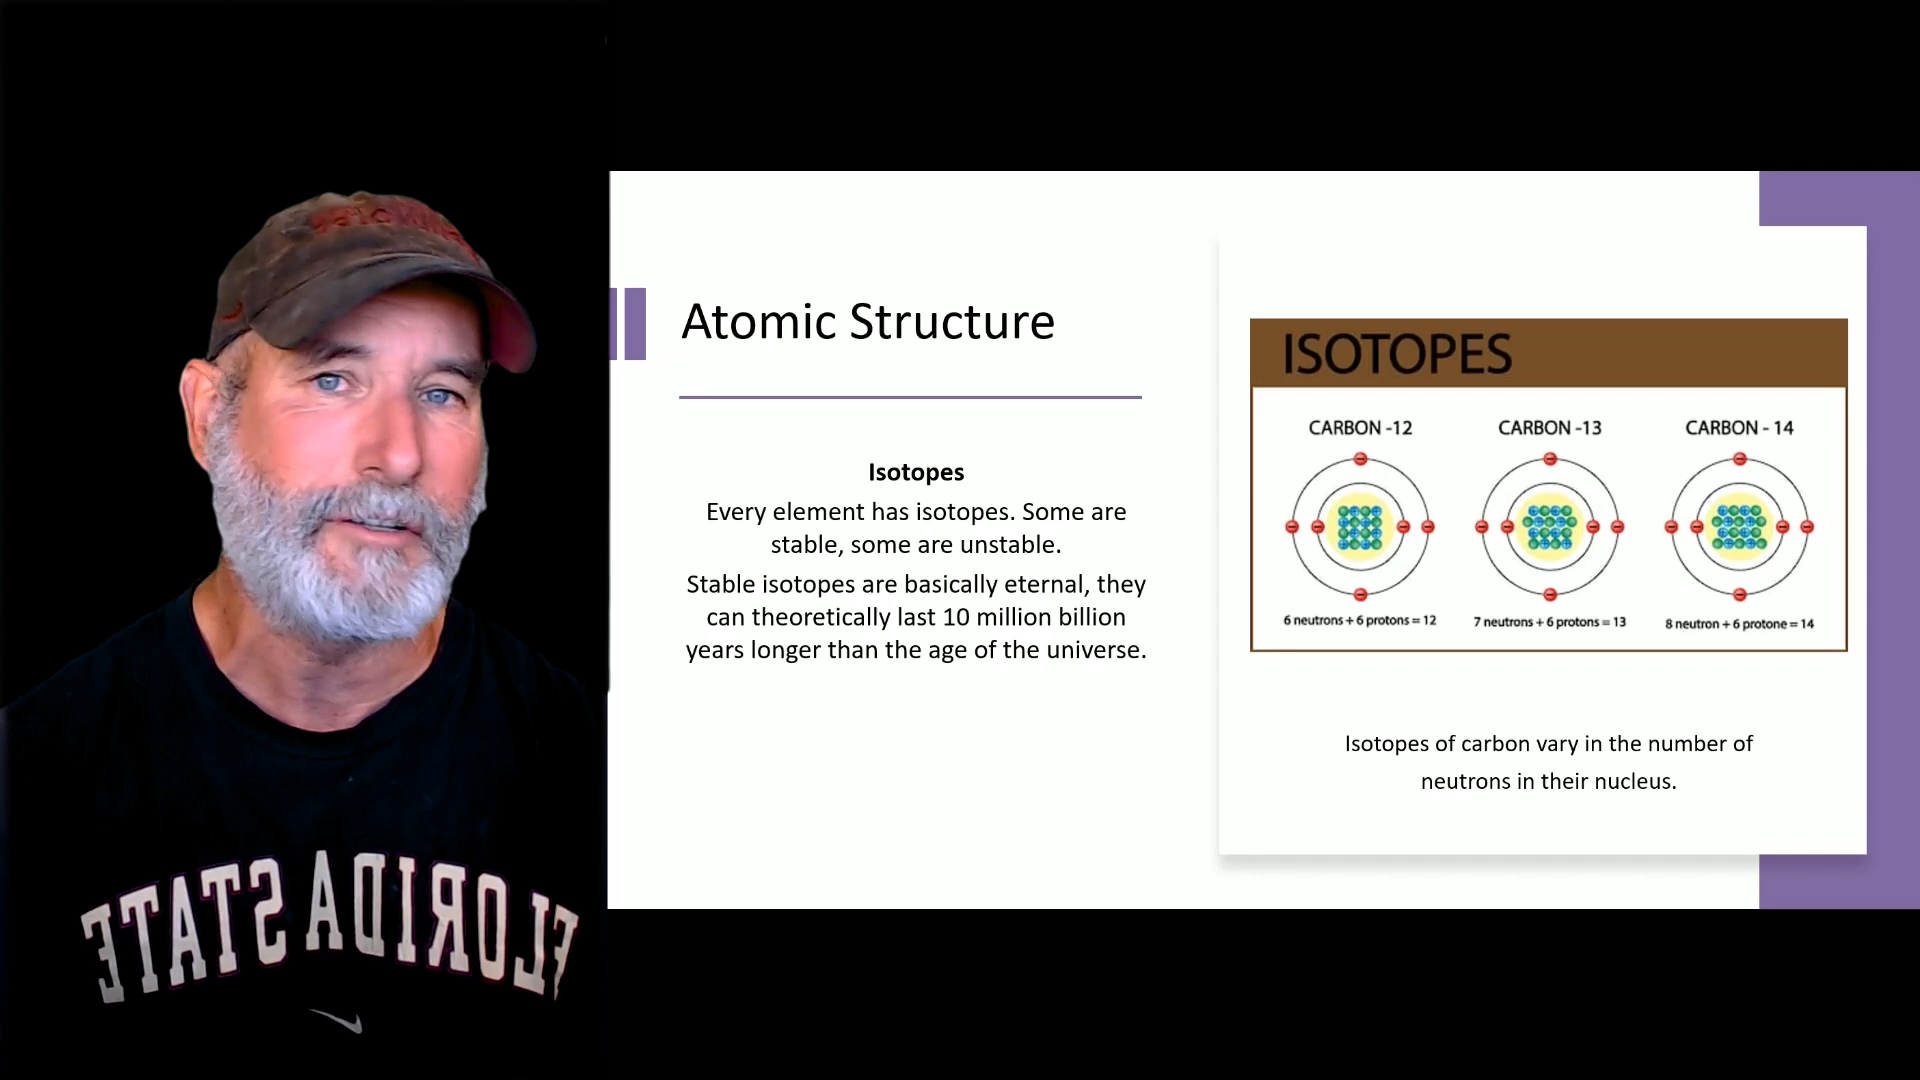 Atomic Structure
Isotopes
Every element has isotopes. Some are
stable, some are unstable.
Stable isotopes are basically eternal, they
can theoretically last 10 million billion
years longer than the age of the universe.
ISOTOPES
CARBON -12
CARBON -13
CARBON - 14
6 neutrons + 6 protons = 12
7 neutrons + 6 protons = 13
8 neutron + 6 protone = 14
Isotopes of carbon vary in the number of
neutrons in their nucleus.
FLORIDA STATE